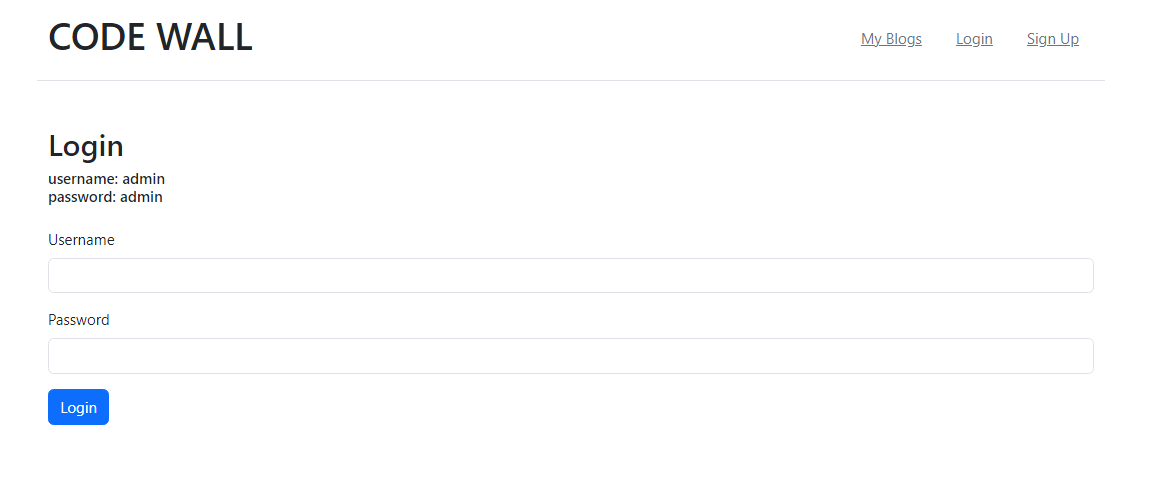 CODE WALL
My Blogs Login Sign Up
Login
username: admin
password: admin
Username
Password
Login